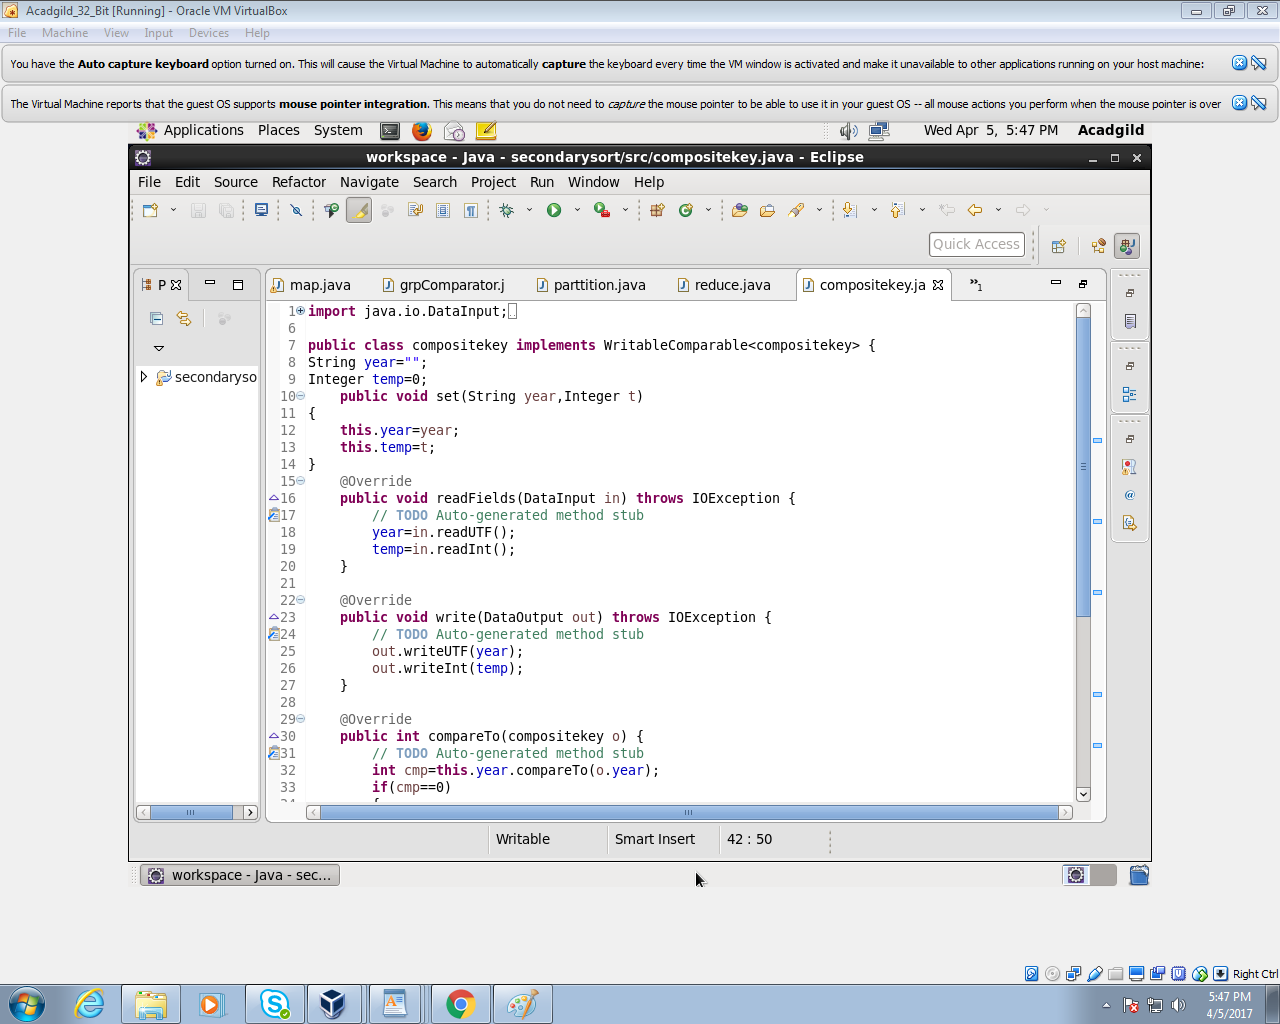 Acadgild_32_Bit [Running] - Oracle VM VirtualBox
File Machine View Input Devices Help
You have the Auto capture keyboard option turned on. This will cause the Virtual Machine to automatically capture the keyboard every time the VM window is activated and make it unavailable to other applications running on your host machine:
The Virtual Machine reports that the guest OS supports mouse pointer integration. This means that you do not need to capture the mouse pointer to be able to use it in your guest OS -- all mouse actions you perform when the mouse pointer is over
Applications Places System Wed Apr 5, 5:47 PM Acadgild
workspace - Java - secondarysort/src/compositekey.java - Eclipse
File Edit Source Refactor Navigate Search Project Run Window Help
Quick Access
P map.java grpComparator.j parttition.java reduce.java compositekey.ja »1
secondaryso
1 import java.io.DataInput;
6
7 public class compositekey implements WritableComparable<compositekey> {
8 String year="";
9 Integer temp=0;
10 public void set(String year,Integer t)
11 {
12 this.year=year;
13 this.temp=t;
14 }
15 @Override
16 public void readFields(DataInput in) throws IOException {
17 // TODO Auto-generated method stub
18 year=in.readUTF();
19 temp=in.readInt();
20 }
21
22 @Override
23 public void write(DataOutput out) throws IOException {
24 // TODO Auto-generated method stub
25 out.writeUTF(year);
26 out.writeInt(temp);
27 }
28
29 @Override
30 public int compareTo(compositekey o) {
31 // TODO Auto-generated method stub
32 int cmp=this.year.compareTo(o.year);
33 if(cmp==0)
34 {
Writable Smart Insert 42 : 50
workspace - Java - sec...
Right Ctrl
5:47 PM
4/5/2017